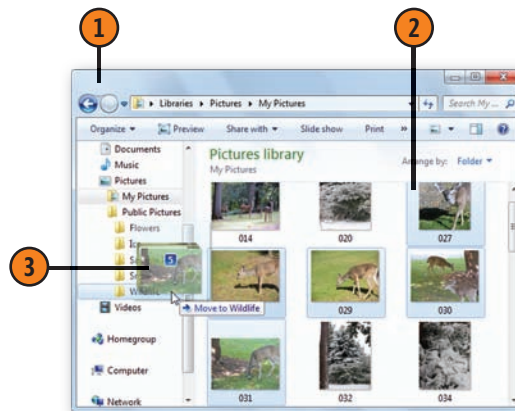 1
2
Libraries ▸ Pictures ▸ My Pictures
Search My ...
Organize
Preview
Share with
Slide show
Print
»
Documents
Music
Pictures
My Pictures
Public Pictures
Flowers
Videos
Homegroup
Computer
Network
Pictures library
My Pictures
Arrange by: Folder
014
020
027
3
5
Move to Wildlife
029
030
031
032
034